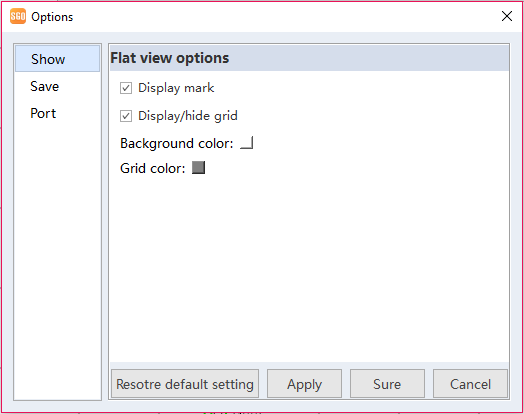 SGO Options
Show
Save
Port
Flat view options
Display mark
Display/hide grid
Background color:
Grid color:
Resotre default setting Apply Sure Cancel